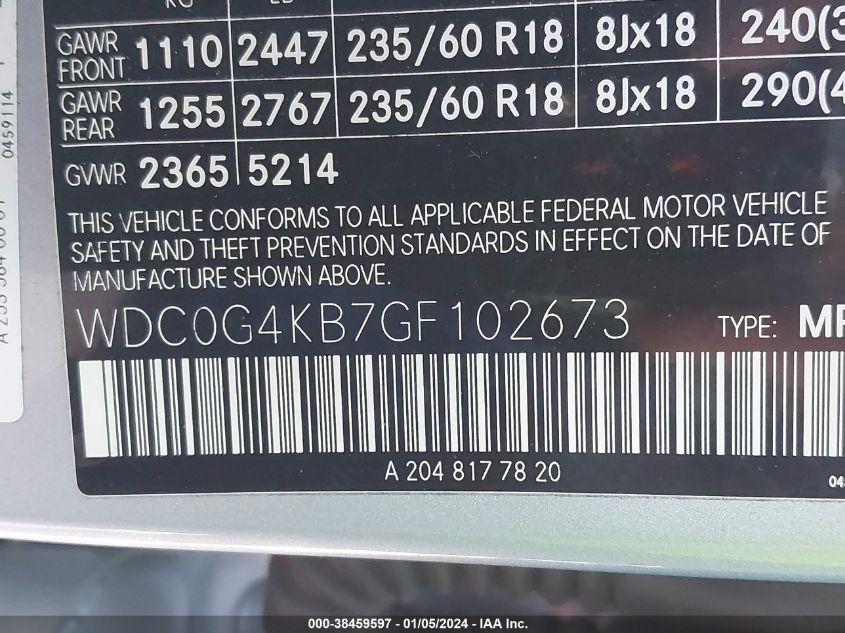 GAWR FRONT 1110 2447 235/60 R18 8Jx18 240(3
GAWR REAR 1255 2767 235/60 R18 8Jx18 290(4
GVWR 2365 5214
THIS VEHICLE CONFORMS TO ALL APPLICABLE FEDERAL MOTOR VEHICLE
SAFETY AND THEFT PREVENTION STANDARDS IN EFFECT ON THE DATE OF
MANUFACTURE SHOWN ABOVE.
WDC0G4KB7GF102673 TYPE: MP
A 204 817 78 20
0459114
000-38459597 - 01/05/2024 - IAA Inc.